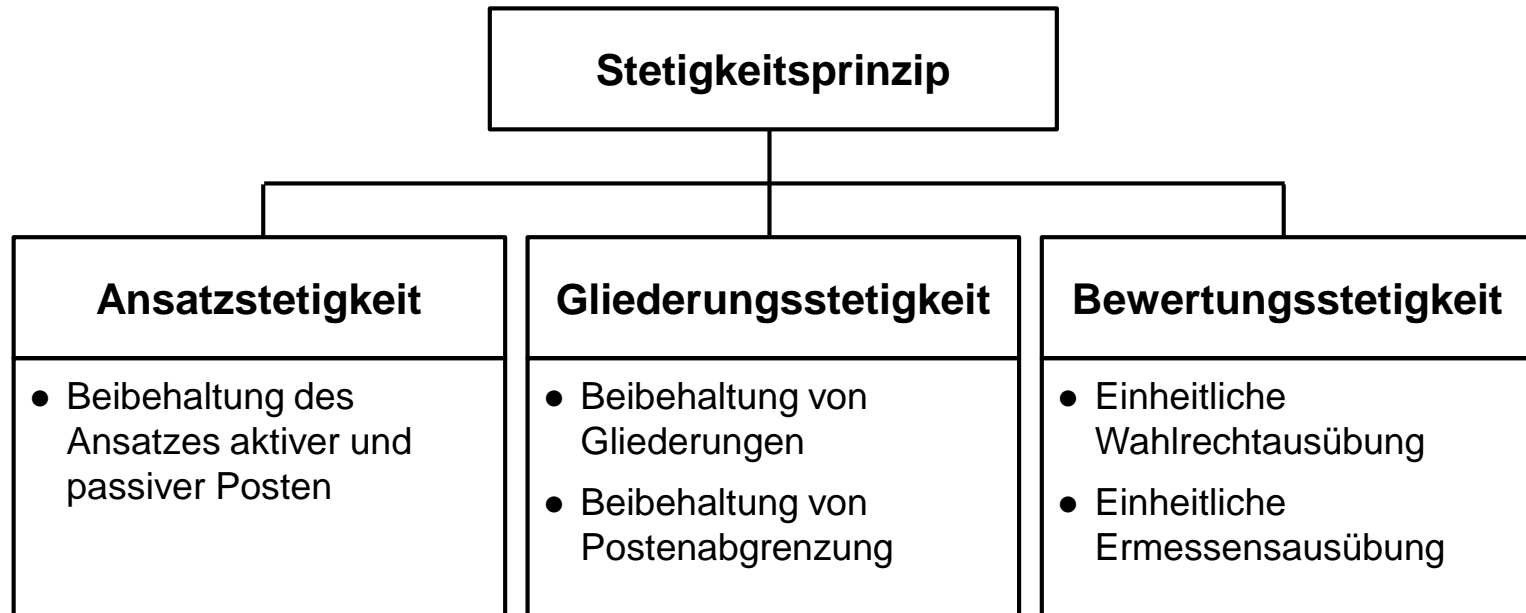 Stetigkeitsprinzip
Ansatzstetigkeit
● Beibehaltung des
Ansatzes aktiver und
passiver Posten
Gliederungsstetigkeit
● Beibehaltung von
Gliederungen
● Beibehaltung von
Postenabgrenzung
Bewertungsstetigkeit
● Einheitliche
Wahlrechtausübung
● Einheitliche
Ermessensausübung